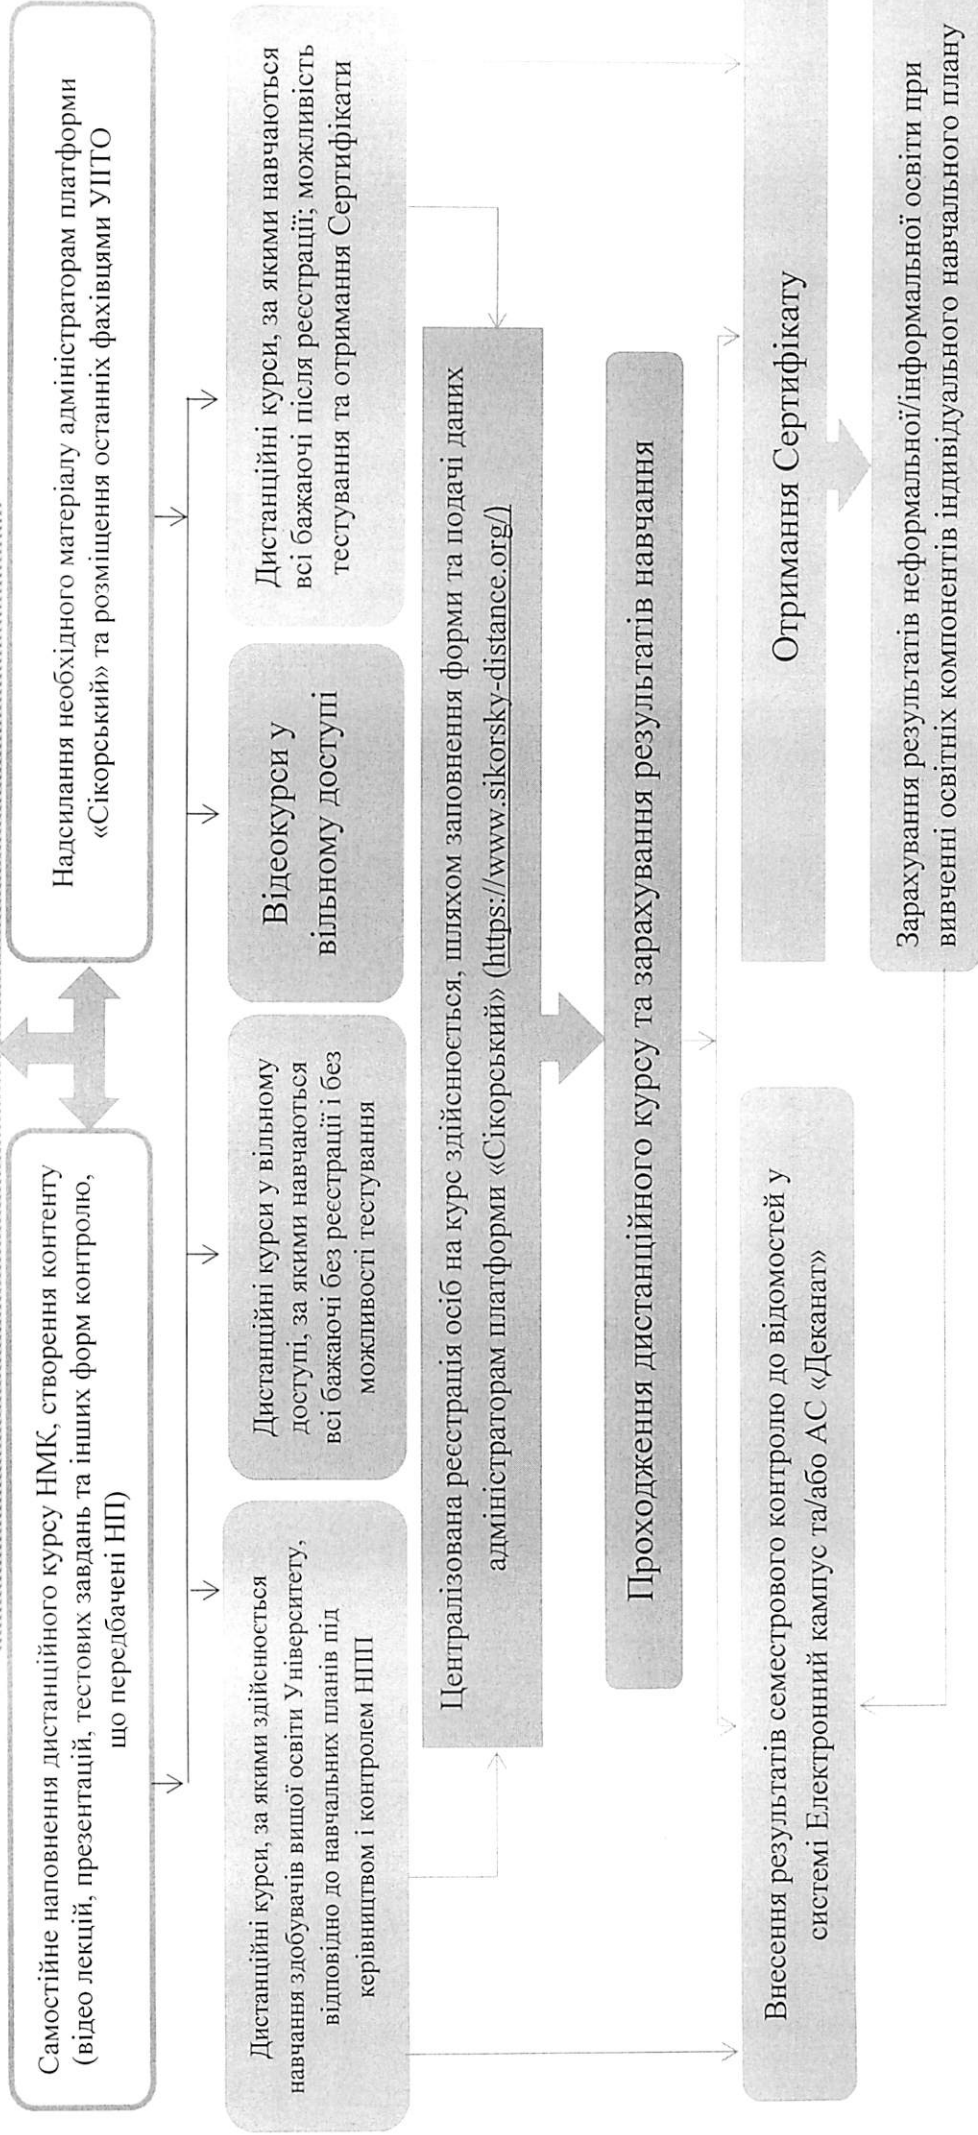 Самостійне наповнення дистанційного курсу НМК, створення контенту
(відео лекцій, презентацій, тестових завдань та інших форм контролю,
що передбачені НП)
Надсилання необхідного матеріалу адміністраторам платформи
«Сікорський» та розміщення останніх фахівцями УІТО
Дистанційні курси, за якими здійснюється
навчання здобувачів вищої освіти Університету,
відповідно до навчальних планів під
керівництвом і контролем НПП
Дистанційні курси у вільному
доступі, за якими навчаються
всі бажаючі без реєстрації і без
можливості тестування
Відеокурси у
вільному доступі
Дистанційні курси, за якими навчаються
всі бажаючі після реєстрації; можливість
тестування та отримання Сертифікати
Централізована реєстрація осіб на курс здійснюється, шляхом заповнення форми та подачі даних
адміністраторам платформи «Сікорський» (https://www.sikorsky-distance.org/)
Проходження дистанційного курсу та зарахування результатів навчання
Внесення результатів семестрового контролю до відомостей у
системі Електронний кампус та/або АС «Деканат»
Отримання Сертифікату
Зарахування результатів неформальної/інформальної освіти при
вивченні освітніх компонентів індивідуального навчального плану